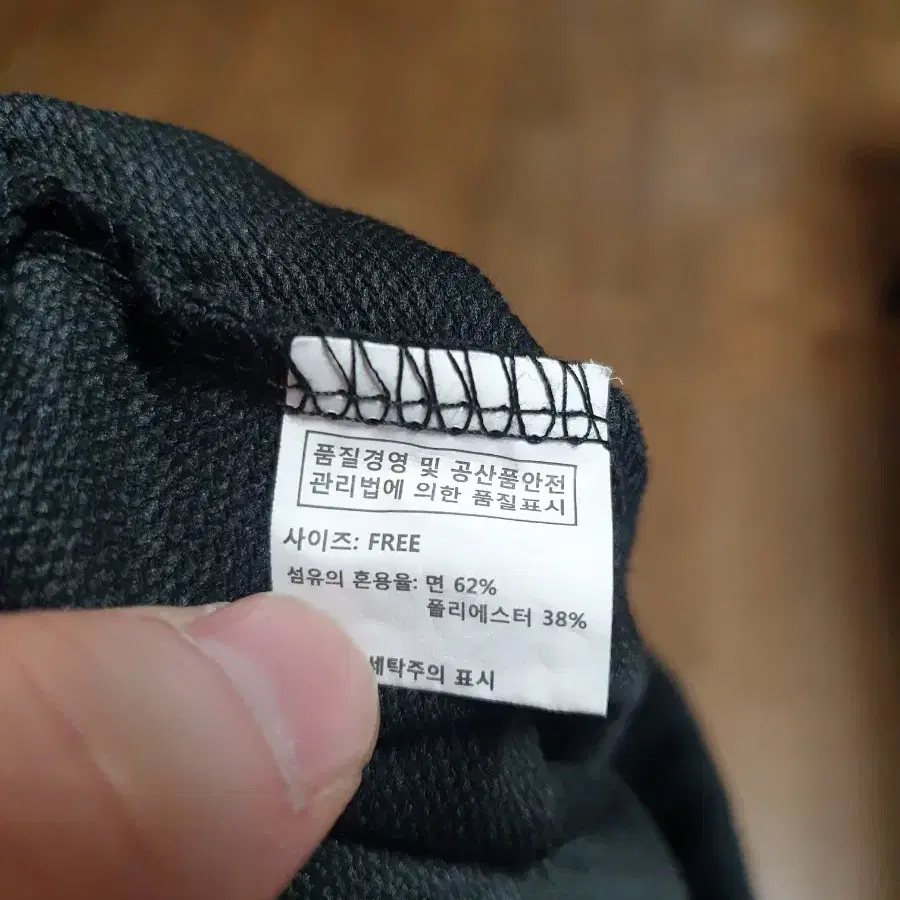 품질경영 및 공산품안전
관리법에 의한 품질표시
사이즈: FREE
섬유의 혼용율: 면 62%
폴리에스터 38%
세탁주의 표시